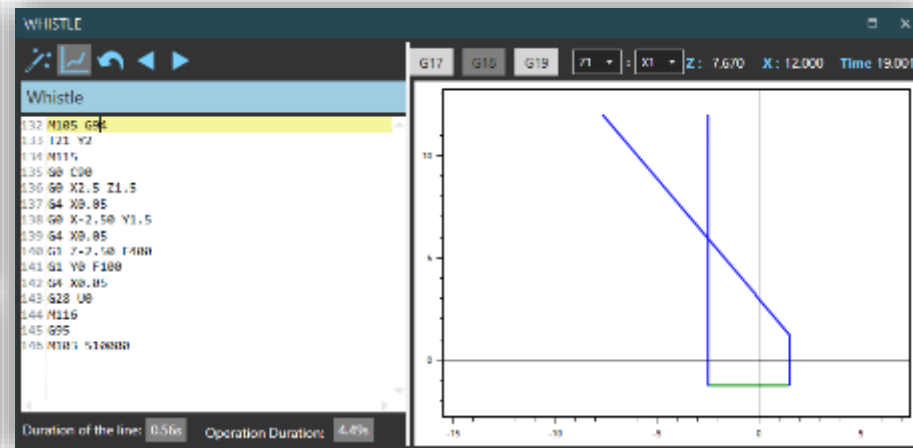 WHISTLE
G17 G18 G19 Z1 : X1 Z : 7.670 X : 12.000 Time 19.001
Whistle
132 M105 G94
133 T21 Y2
134 M115
135 G0 C90
136 G0 X2.5 Z1.5
137 G4 X0.05
138 G0 X-2.50 Y1.5
139 G4 X0.05
140 G1 Z-2.50 F400
141 G1 Y0 F100
142 G4 X0.05
143 G28 U0
144 M116
145 G95
146 M103 S10000
Duration of the line: 0.56s Operation Duration: 4.49s
10
5
0
-15 -10 -5 0 5